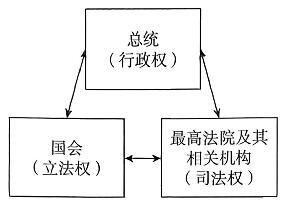 总统
（行政权）
国会
（立法权）
最高法院及其
相关机构
（司法权）